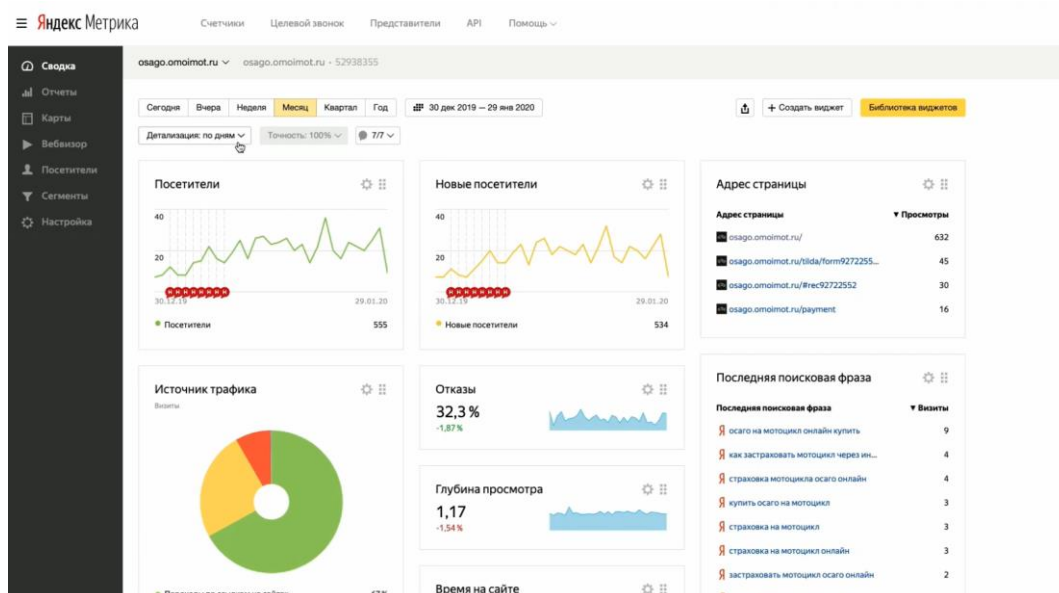 Яндекс Метрика
Счетчики Целевой звонок Представители API Помощь
Сводка
Отчеты
Карты
Вебвизор
Посетители
Сегменты
Настройка
osago.omoimot.ru osago.omoimot.ru - 52938355
Сегодня Вчера Неделя Месяц Квартал Год 30 дек 2019 — 29 янв 2020 + Создать виджет Библиотека виджетов
Детализация: по дням Точность: 100% 7/7
Посетители
40
20
30.12.19 29.01.20
Посетители 555
Новые посетители
40
20
30.12.19 29.01.20
Новые посетители 534
Адрес страницы
Адрес страницы ▼ Просмотры
osago.omoimot.ru/ 632
osago.omoimot.ru/tilda/form9272255... 45
osago.omoimot.ru/#rec92722552 30
osago.omoimot.ru/payment 16
Источник трафика
Визиты
Отказы
32,3 %
-1,87 %
Глубина просмотра
1,17
-1,54 %
Время на сайте
Последняя поисковая фраза
Последняя поисковая фраза ▼ Визиты
осаго на мотоцикл онлайн купить 9
как застраховать мотоцикл через ин... 4
страховка мотоцикла осаго онлайн 4
купить осаго на мотоцикл 3
страховка на мотоцикл 3
страховка на мотоцикл онлайн 3
застраховать мотоцикл осаго онлайн 2